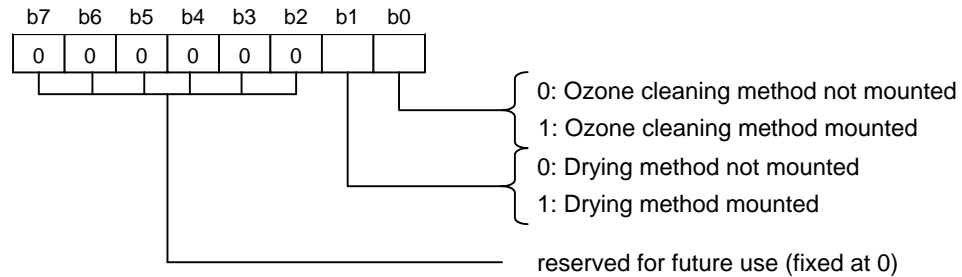 b7 b6 b5 b4 b3 b2 b1 b0
0 0 0 0 0 0
0: Ozone cleaning method not mounted
1: Ozone cleaning method mounted
0: Drying method not mounted
1: Drying method mounted
reserved for future use (fixed at 0)